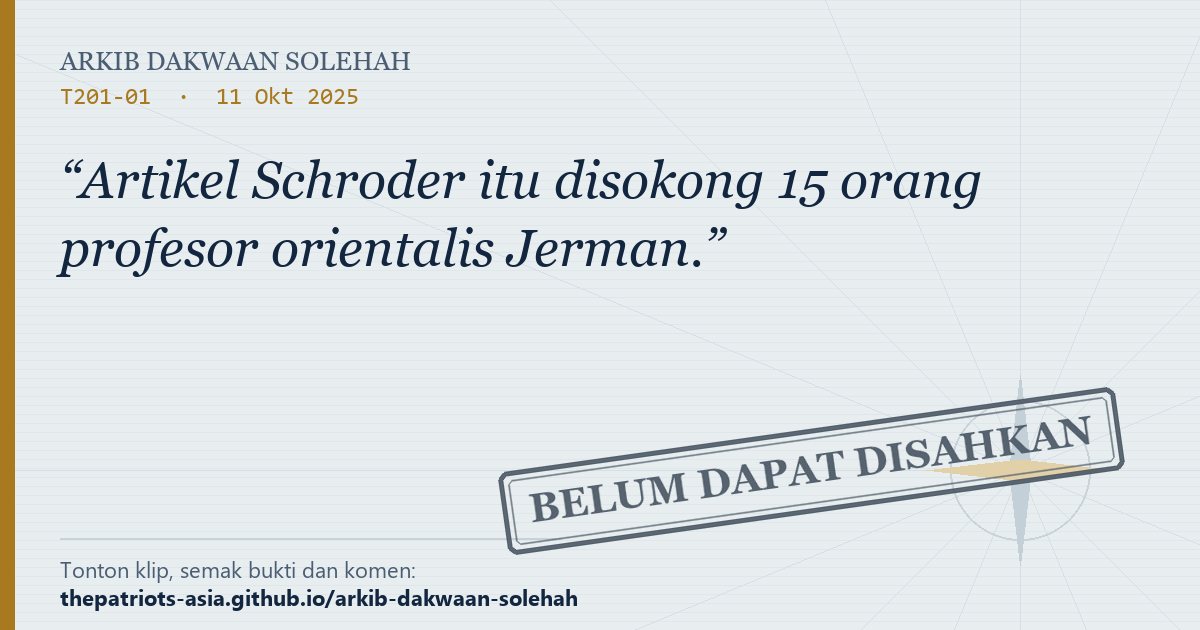 ARKIB DAKWAAN SOLEHAH
T201-01 · 11 Okt 2025
“Artikel Schroder itu disokong 15 orang
profesor orientalis Jerman.”
BELUM DAPAT DISAHKAN
Tonton klip, semak bukti dan komen:
thepatriots-asia.github.io/arkib-dakwaan-solehah